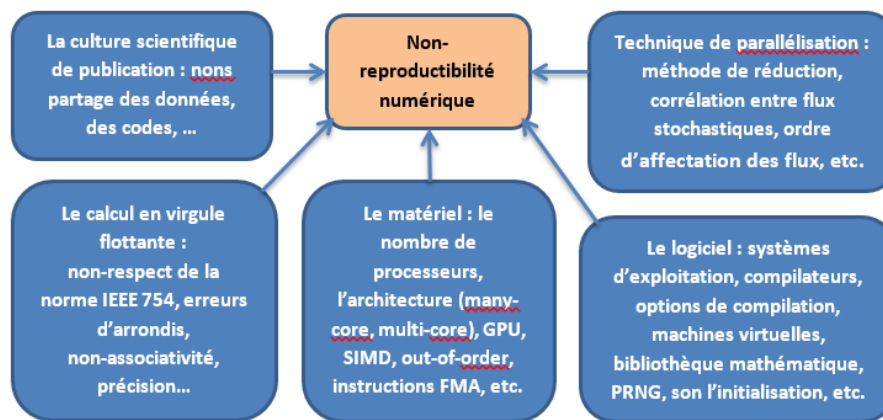 La culture scientifique
de publication : nons
partage des données,
des codes, …
Non-
reproductibilité
numérique
Technique de parallélisation :
méthode de réduction,
corrélation entre flux
stochastiques, ordre
d’affectation des flux, etc.
Le calcul en virgule
flottante :
non-respect de la
norme IEEE 754, erreurs
d’arrondis,
non-associativité,
précision…
Le matériel : le
nombre de
processeurs,
l’architecture (many-
core, multi-core), GPU,
SIMD, out-of-order,
instructions FMA, etc.
Le logiciel : systèmes
d’exploitation, compilateurs,
options de compilation,
machines virtuelles,
bibliothèque mathématique,
PRNG, son l’initialisation, etc.